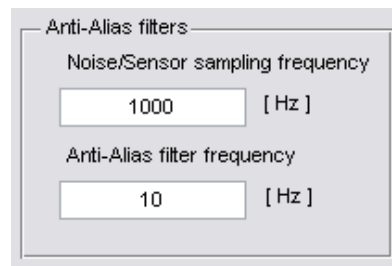 Anti-Alias filters
Noise/Sensor sampling frequency
1000 [ Hz ]
Anti-Alias filter frequency
10 [ Hz ]